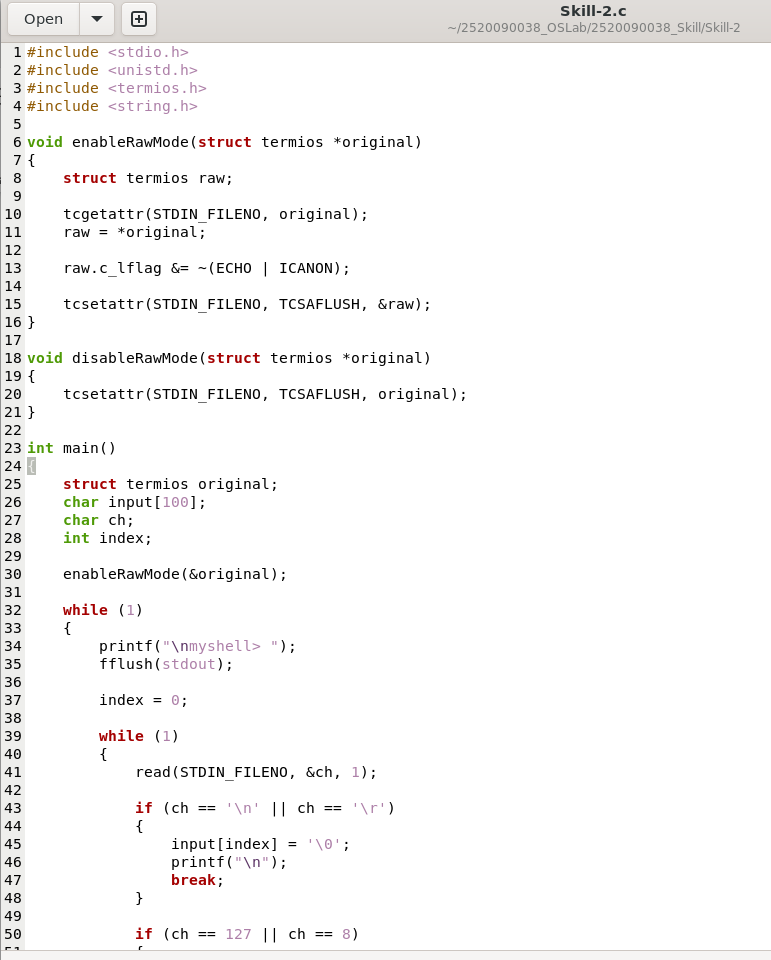 Open
Skill-2.c
~/2520090038_OSLab/2520090038_Skill/Skill-2
1 #include <stdio.h>
2 #include <unistd.h>
3 #include <termios.h>
4 #include <string.h>
5
6 void enableRawMode(struct termios *original)
7 {
8     struct termios raw;
9
10     tcgetattr(STDIN_FILENO, original);
11     raw = *original;
12
13     raw.c_lflag &= ~(ECHO | ICANON);
14
15     tcsetattr(STDIN_FILENO, TCSAFLUSH, &raw);
16 }
17
18 void disableRawMode(struct termios *original)
19 {
20     tcsetattr(STDIN_FILENO, TCSAFLUSH, original);
21 }
22
23 int main()
24 {
25     struct termios original;
26     char input[100];
27     char ch;
28     int index;
29
30     enableRawMode(&original);
31
32     while (1)
33     {
34         printf("\nmyshell> ");
35         fflush(stdout);
36
37         index = 0;
38
39         while (1)
40         {
41             read(STDIN_FILENO, &ch, 1);
42
43             if (ch == '\n' || ch == '\r')
44             {
45                 input[index] = '\0';
46                 printf("\n");
47                 break;
48             }
49
50             if (ch == 127 || ch == 8)